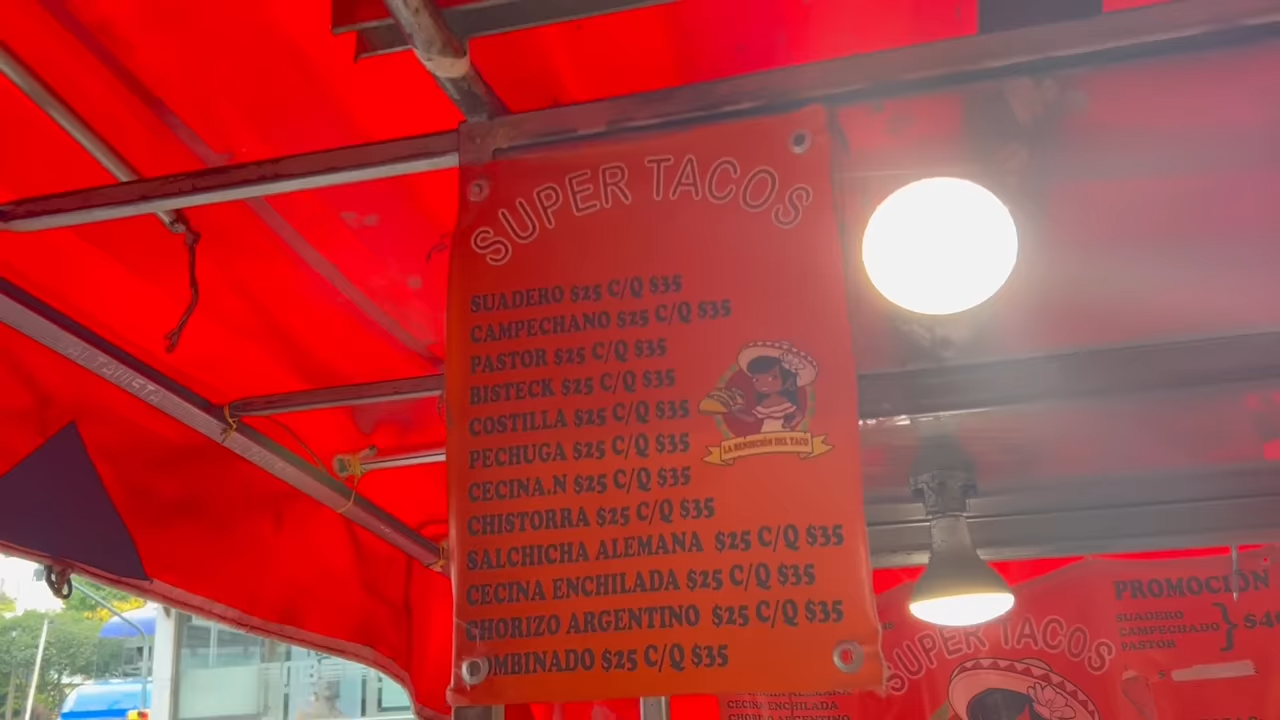 SUPER TACOS
SUADERO $25 C/Q $35
CAMPECHANO $25 C/Q $35
PASTOR $25 C/Q $35
BISTECK $25 C/Q $35
COSTILLA $25 C/Q $35
PECHUGA $25 C/Q $35
CECINA.N $25 C/Q $35
CHISTORRA $25 C/Q $35
SALCHICHA ALEMANA $25 C/Q $35
CECINA ENCHILADA $25 C/Q $35
CHORIZO ARGENTINO $25 C/Q $35
OMBINADO $25 C/Q $35
LA BENDICIÓN DEL TACO
ALTAVISTA
PROMOCIÓN
SUADERO
CAMPECHADO
PASTOR
SUPER TACOS
CECINA ENCHILADA